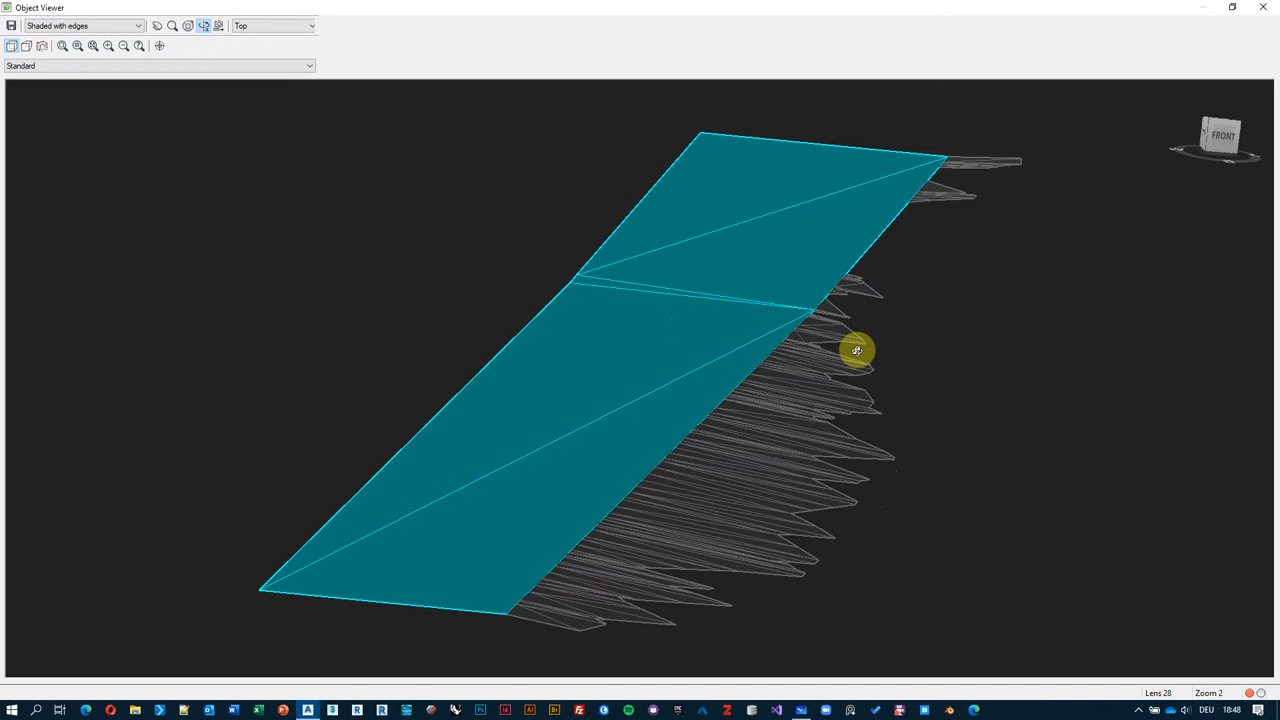 Object Viewer
Shaded with edges
Top
Standard
FRONT
Lens 28
Zoom 2
DEU
18:48